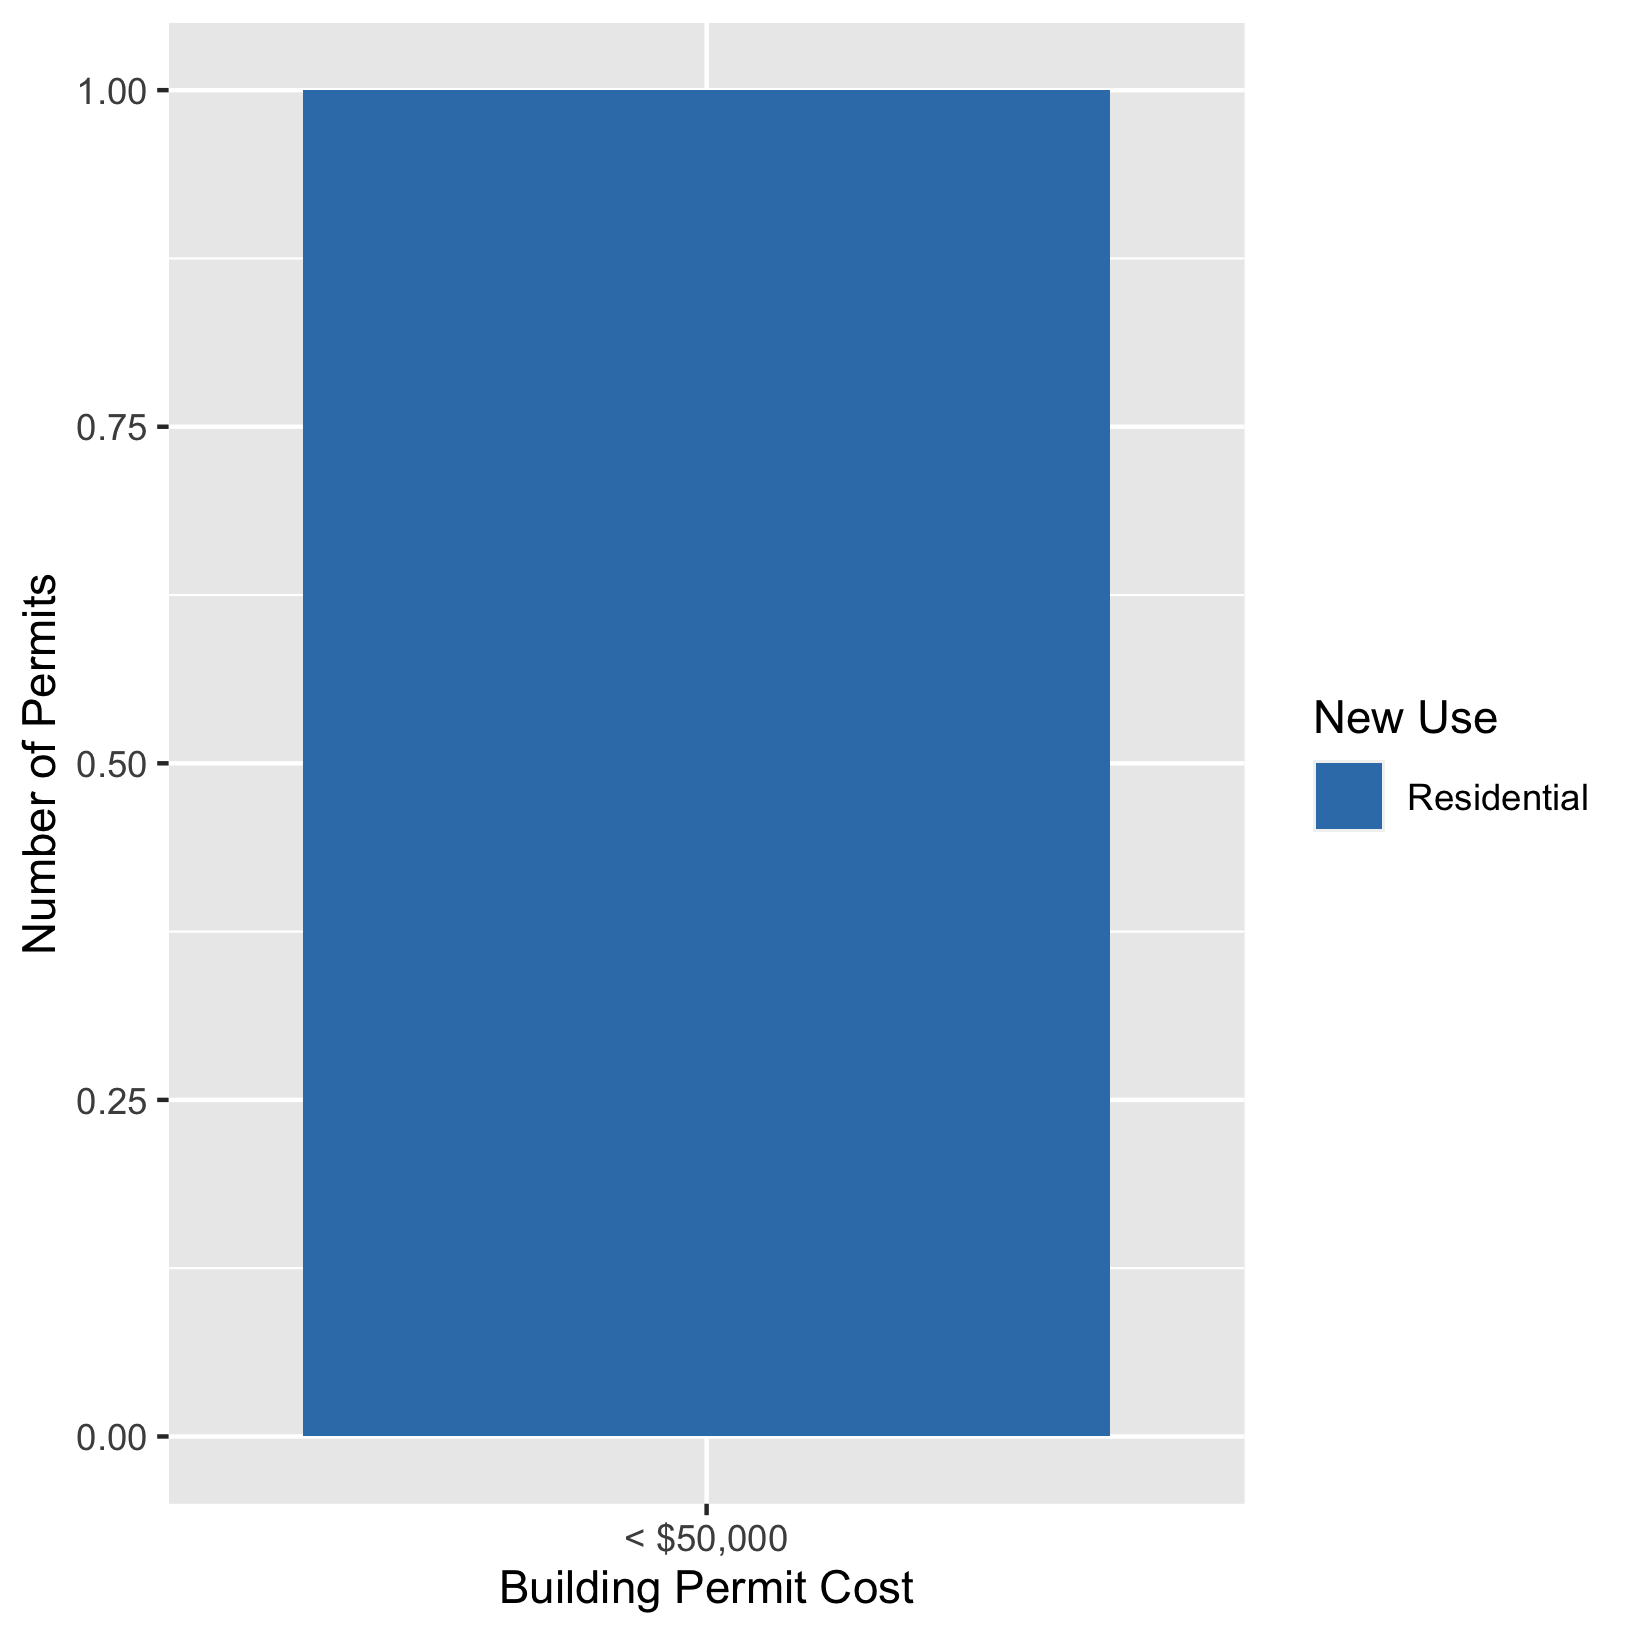 1.00
0.75
0.50
0.25
0.00
Number of Permits
< $50,000
Building Permit Cost
New Use
Residential